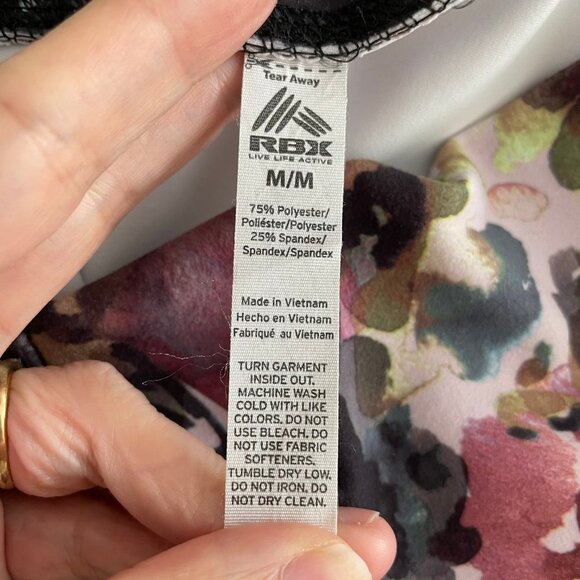 Tear Away
RBX
LIVE LIFE ACTIVE
M/M
75% Polyester/
Poliéster/Polyester
25% Spandex/
Spandex/Spandex
Made in Vietnam
Hecho en Vietnam
Fabriqué au Vietnam
TURN GARMENT
INSIDE OUT.
MACHINE WASH
COLD WITH LIKE
COLORS. DO NOT
USE BLEACH. DO
NOT USE FABRIC
SOFTENERS.
TUMBLE DRY LOW.
DO NOT IRON. DO
NOT DRY CLEAN.